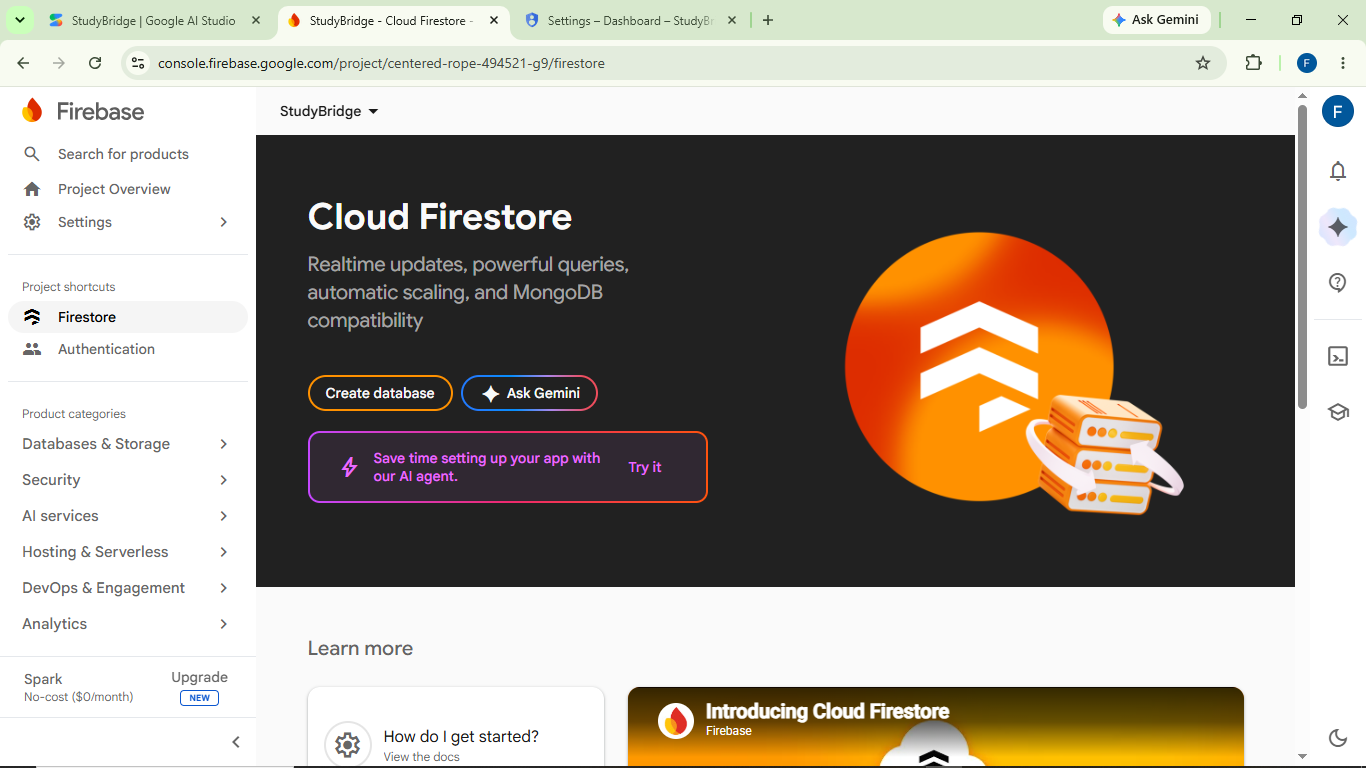 StudyBridge | Google AI Studio
StudyBridge - Cloud Firestore -
Settings – Dashboard – StudyBr
Ask Gemini
console.firebase.google.com/project/centered-rope-494521-g9/firestore
F
Firebase
StudyBridge
F
Search for products
Project Overview
Settings
Project shortcuts
Firestore
Authentication
Product categories
Databases & Storage
Security
AI services
Hosting & Serverless
DevOps & Engagement
Analytics
Spark
No-cost ($0/month)
Upgrade
NEW
Cloud Firestore
Realtime updates, powerful queries,
automatic scaling, and MongoDB
compatibility
Create database
Ask Gemini
Save time setting up your app with
our AI agent.
Try it
Learn more
How do I get started?
View the docs
Introducing Cloud Firestore
Firebase